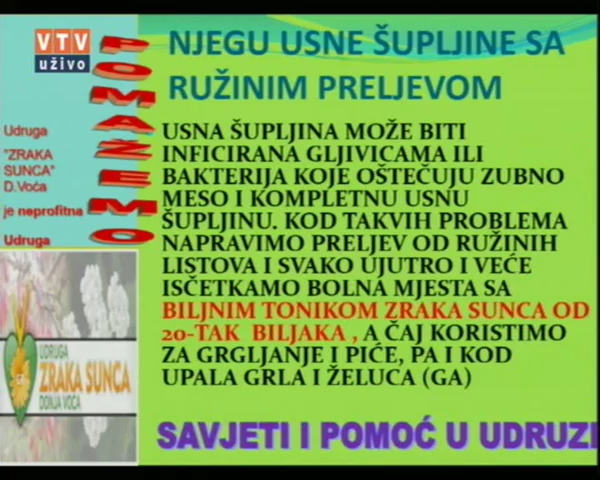 VTV
uživo
POMAŽEMO
Udruga
"ZRAKA
SUNCA"
D.Voća
je neprofitna
Udruga
UDRUGA
ZRAKA SUNCA
DONJA VOĆA
NJEGU USNE ŠUPLJINE SA
RUŽINIM PRELJEVOM
USNA ŠUPLJINA MOŽE BITI
INFICIRANA GLJIVICAMA ILI
BAKTERIJA KOJE OŠTEČUJU ZUBNO
MESO I KOMPLETNU USNU
ŠUPLJINU. KOD TAKVIH PROBLEMA
NAPRAVIMO PRELJEV OD RUŽINIH
LISTOVA I SVAKO UJUTRO I VEĆE
ISČETKAMO BOLNA MJESTA SA
BILJNIM TONIKOM ZRAKA SUNCA OD
20-TAK BILJAKA , A ČAJ KORISTIMO
ZA GRGLJANJE I PIĆE, PA I KOD
UPALA GRLA I ŽELUCA (GA)
SAVJETI I POMOĆ U UDRUZI